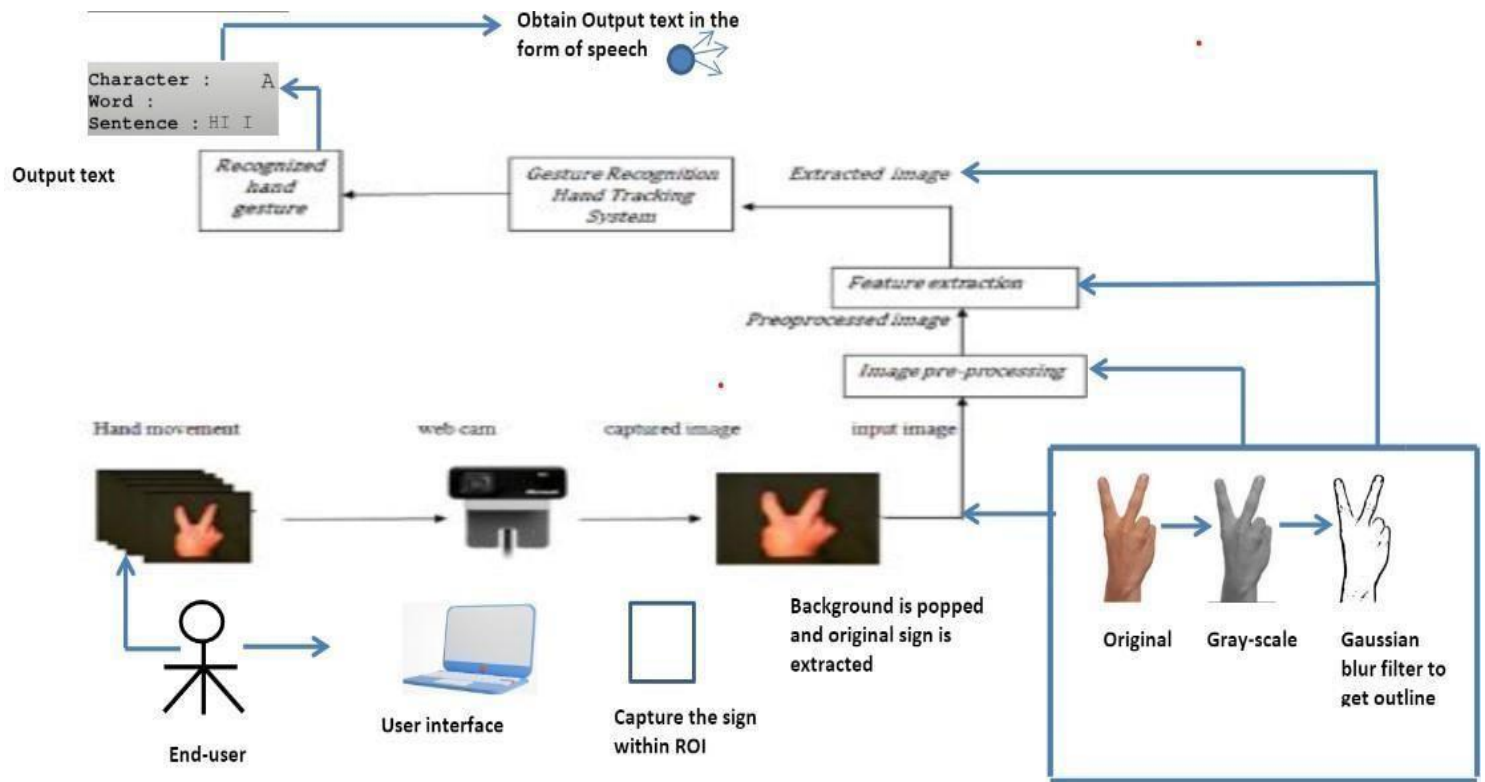 Obtain Output text in the
form of speech
Character : A
Word :
Sentence : HI I
Output text
Recognized
hand
gesture
Gesture Recognition
Hand Tracking
System
Extracted image
Feature extraction
Preoprocessed image
Image pre-processing
Hand movement
web cam
captured image
input image
Background is popped
and original sign is
extracted
Original
Gray-scale
Gaussian
blur filter to
get outline
User interface
Capture the sign
within ROI
End-user